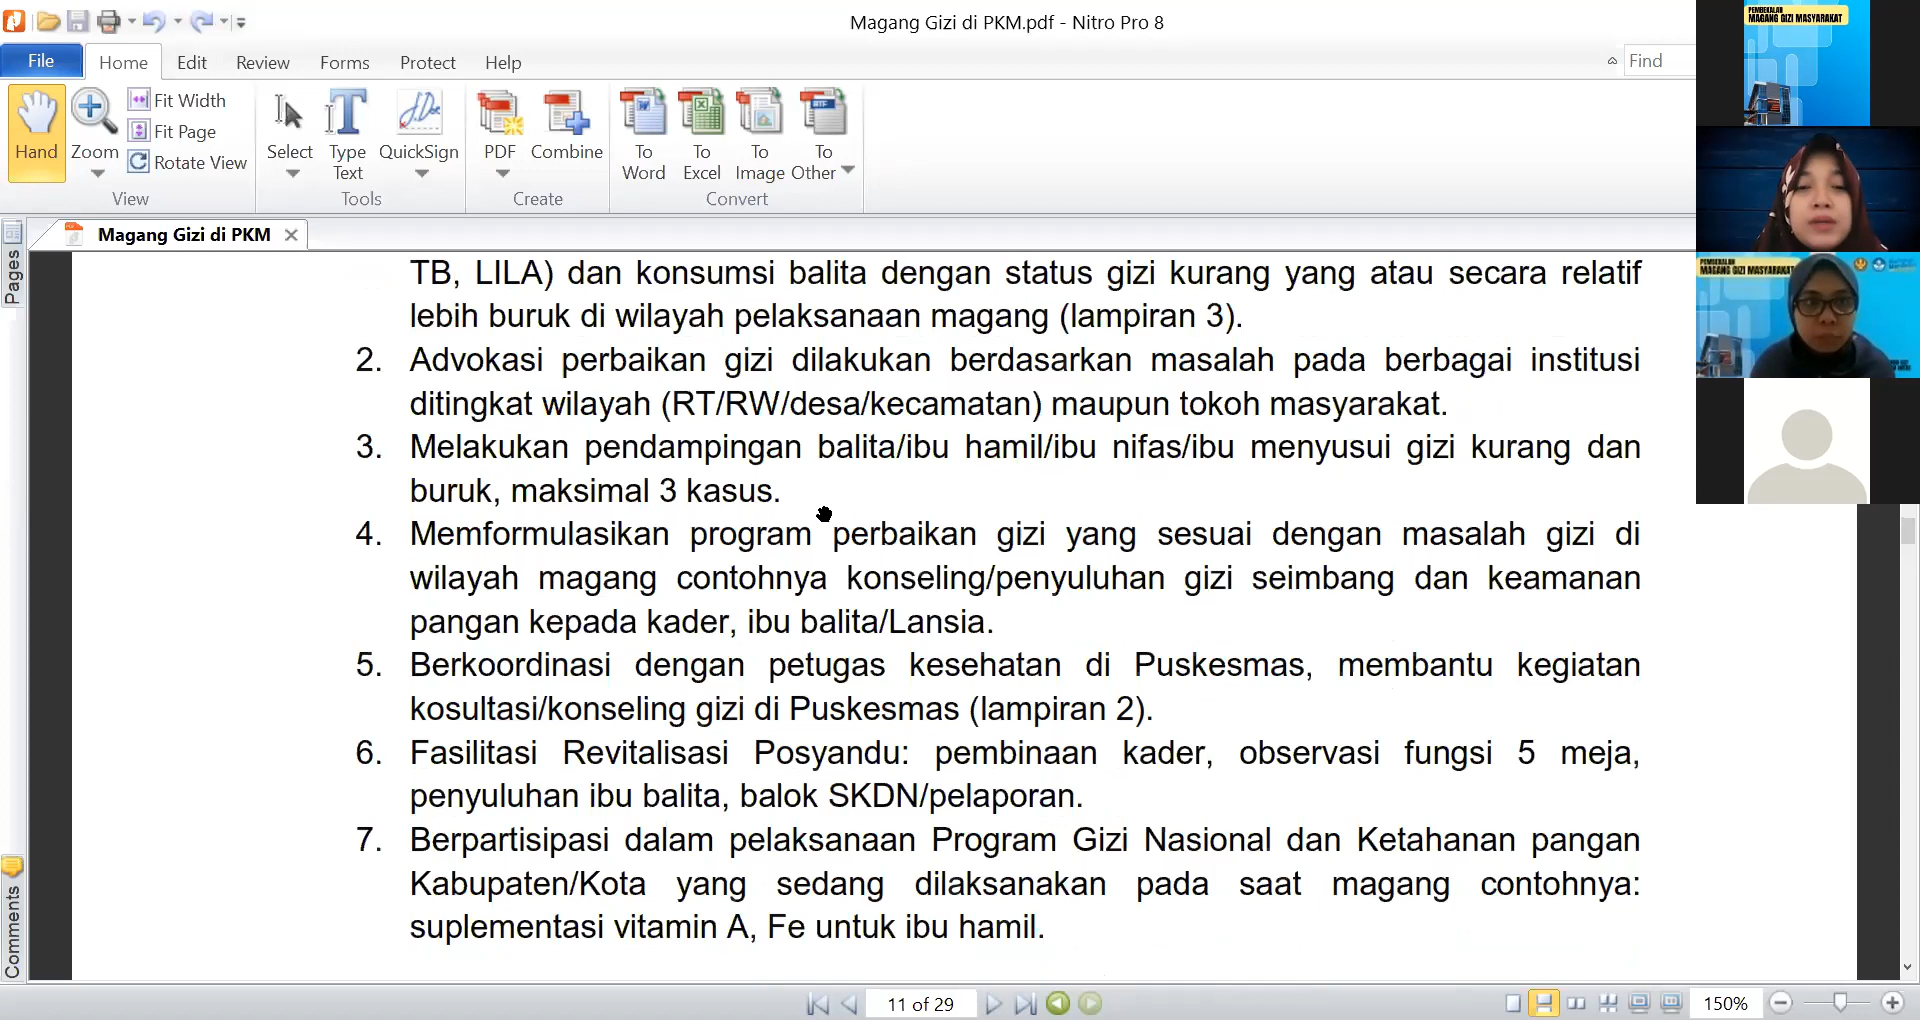 Magang Gizi di PKM.pdf - Nitro Pro 8
File Home Edit Review Forms Protect Help
Find
Hand
Zoom
Fit Width
Fit Page
Rotate View
View
Select
Type Text
QuickSign
Tools
PDF
Combine
Create
To Word
To Excel
To Image
To Other
Convert
Pages
Magang Gizi di PKM
TB, LILA) dan konsumsi balita dengan status gizi kurang yang atau secara relatif
lebih buruk di wilayah pelaksanaan magang (lampiran 3).
2. Advokasi perbaikan gizi dilakukan berdasarkan masalah pada berbagai institusi
ditingkat wilayah (RT/RW/desa/kecamatan) maupun tokoh masyarakat.
3. Melakukan pendampingan balita/ibu hamil/ibu nifas/ibu menyusui gizi kurang dan
buruk, maksimal 3 kasus.
4. Memformulasikan program perbaikan gizi yang sesuai dengan masalah gizi di
wilayah magang contohnya konseling/penyuluhan gizi seimbang dan keamanan
pangan kepada kader, ibu balita/Lansia.
5. Berkoordinasi dengan petugas kesehatan di Puskesmas, membantu kegiatan
kosultasi/konseling gizi di Puskesmas (lampiran 2).
6. Fasilitasi Revitalisasi Posyandu: pembinaan kader, observasi fungsi 5 meja,
penyuluhan ibu balita, balok SKDN/pelaporan.
7. Berpartisipasi dalam pelaksanaan Program Gizi Nasional dan Ketahanan pangan
Kabupaten/Kota yang sedang dilaksanakan pada saat magang contohnya:
suplementasi vitamin A, Fe untuk ibu hamil.
Comments
11 of 29
150%
PEMBEKALAN
MAGANG GIZI MASYARAKAT
PEMBEKALAN
MAGANG GIZI MASYARAKAT